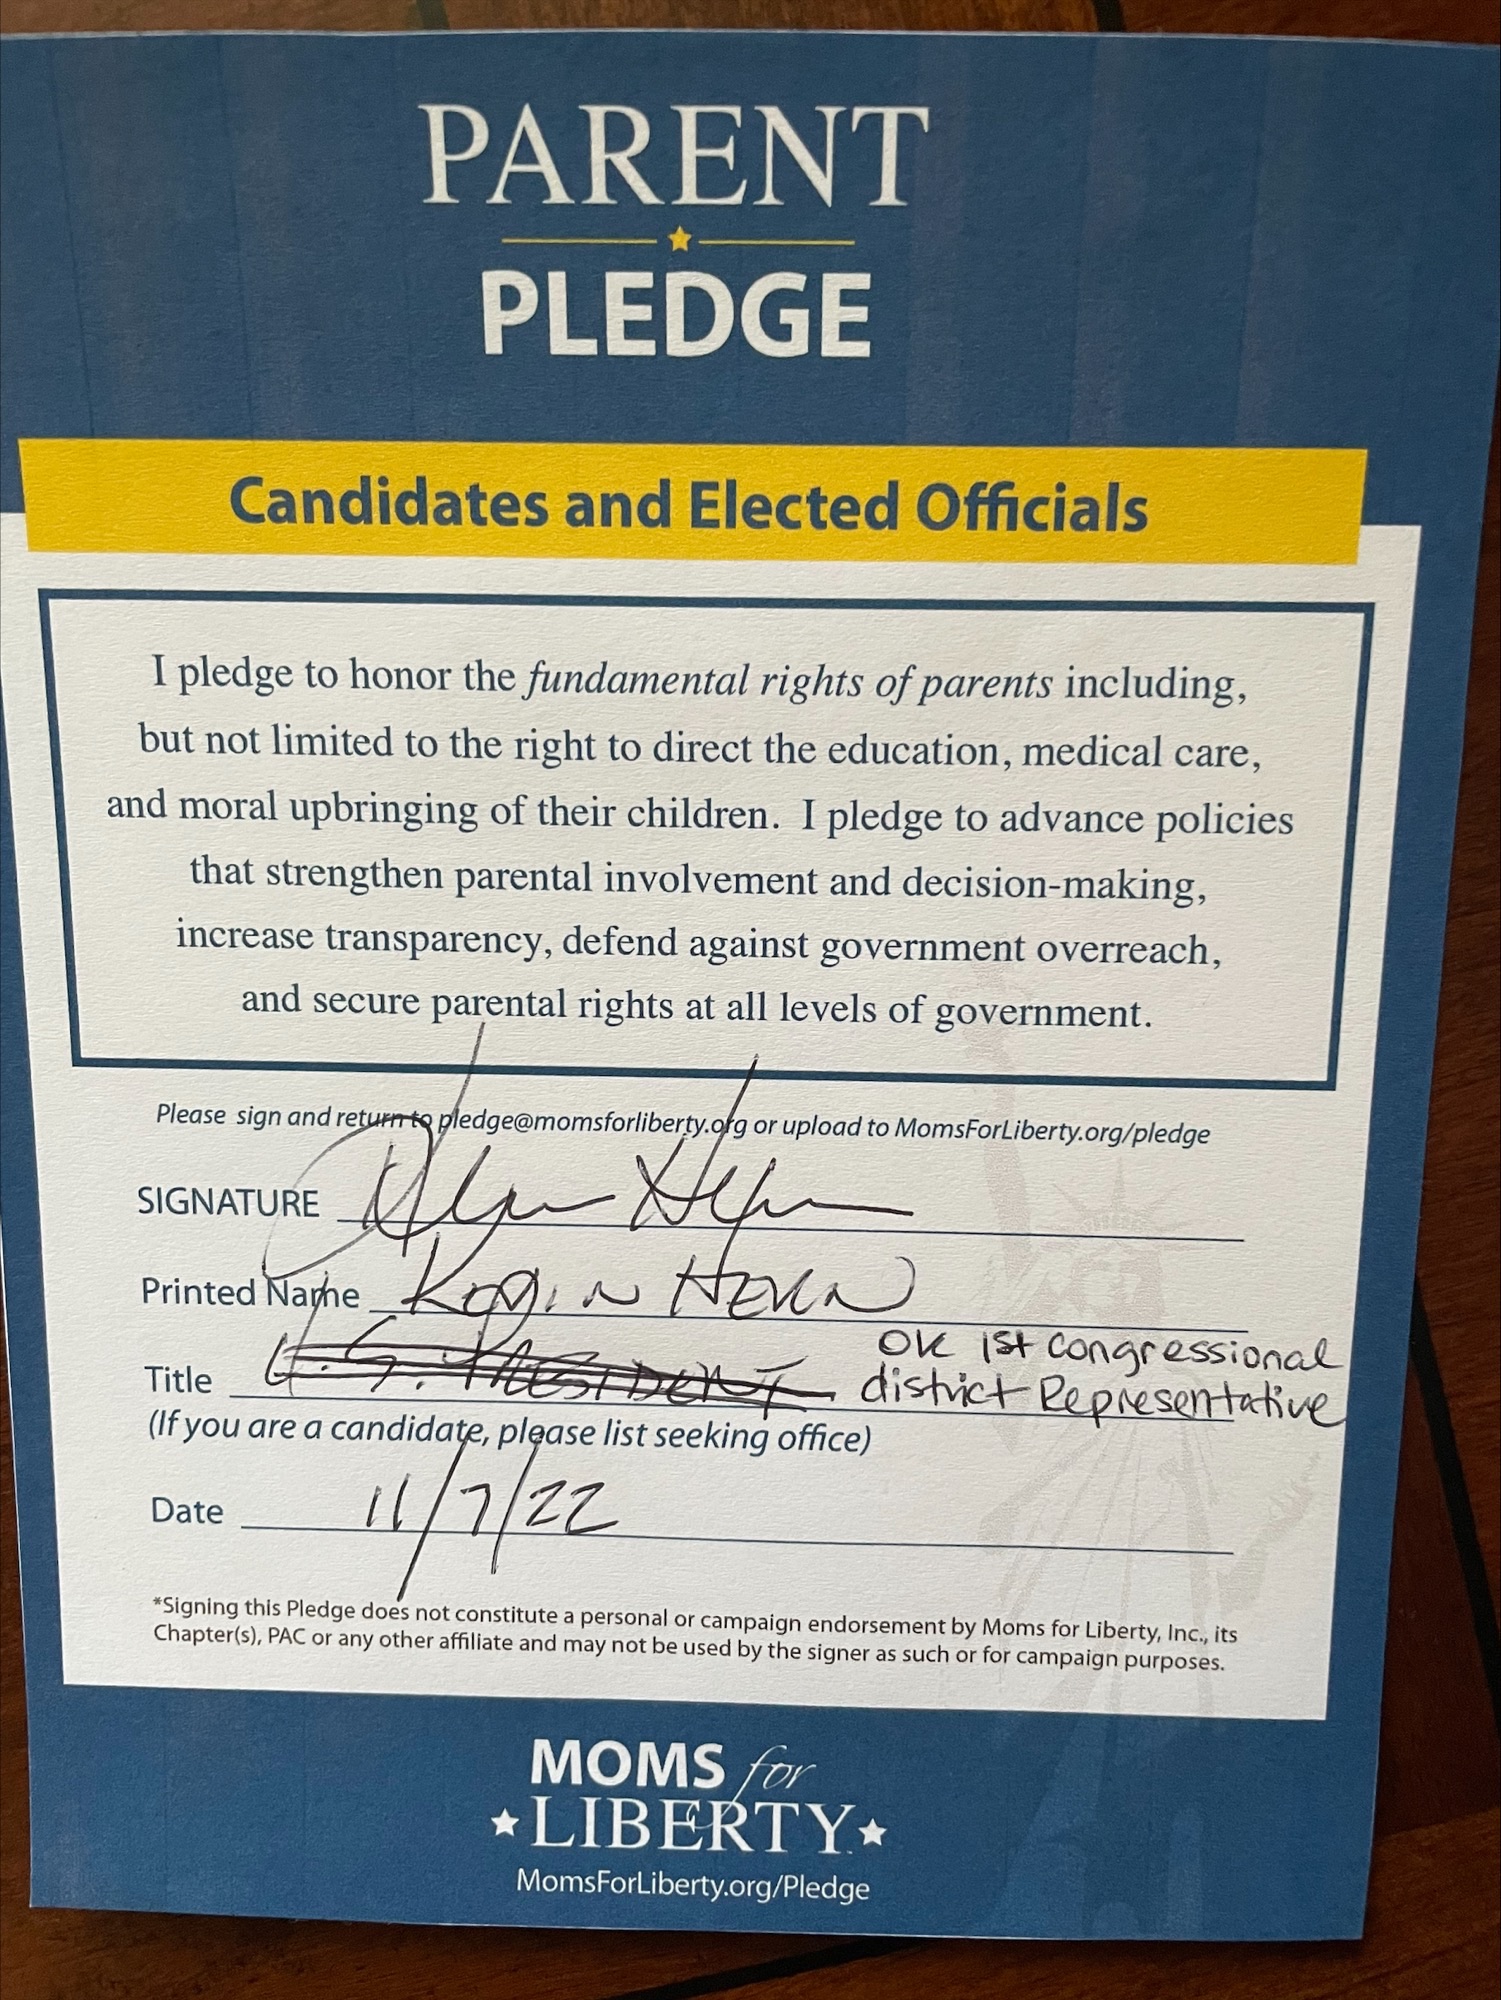 PARENT
PLEDGE
Candidates and Elected Officials
I pledge to honor the fundamental rights of parents including,
but not limited to the right to direct the education, medical care,
and moral upbringing of their children. I pledge to advance policies
that strengthen parental involvement and decision-making,
increase transparency, defend against government overreach,
and secure parental rights at all levels of government.
Please sign and return to pledge@momsforliberty.org or upload to MomsForLiberty.org/pledge
SIGNATURE
Printed Name HERN
Title U.S. PRESIDENT OK 1st congressional
district Representative
(If you are a candidate, please list seeking office)
Date 11/7/22
*Signing this Pledge does not constitute a personal or campaign endorsement by Moms for Liberty, Inc., its
Chapter(s), PAC or any other affiliate and may not be used by the signer as such or for campaign purposes.
MOMS for
LIBERTY
MomsForLiberty.org/Pledge